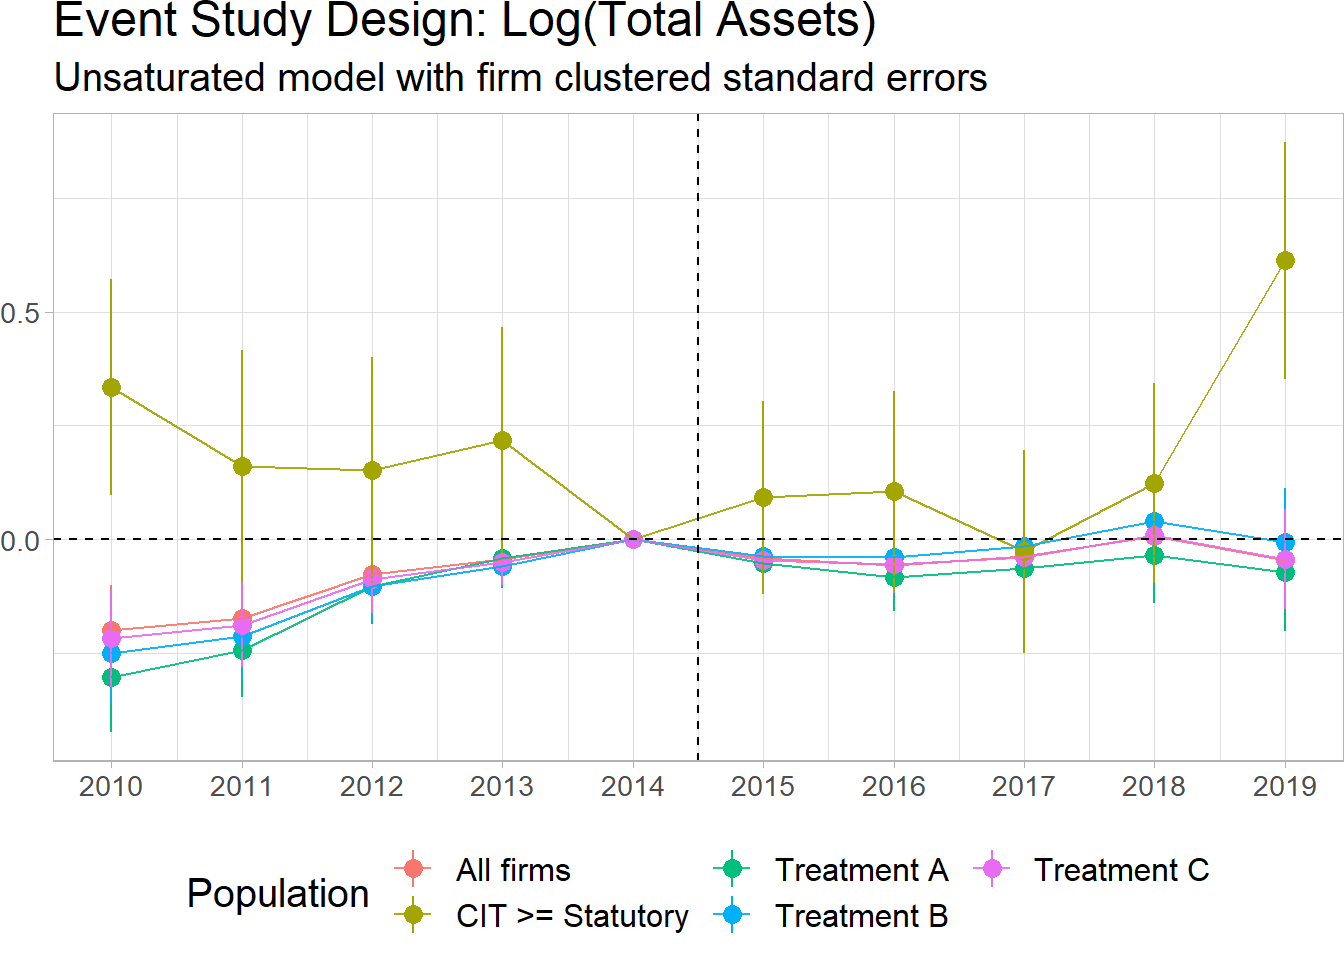 Event Study Design: Log(Total Assets)
Unsaturated model with firm clustered standard errors
0.5
0.0
2010 2011 2012 2013 2014 2015 2016 2017 2018 2019
Population
All firms Treatment A Treatment C
CIT >= Statutory Treatment B